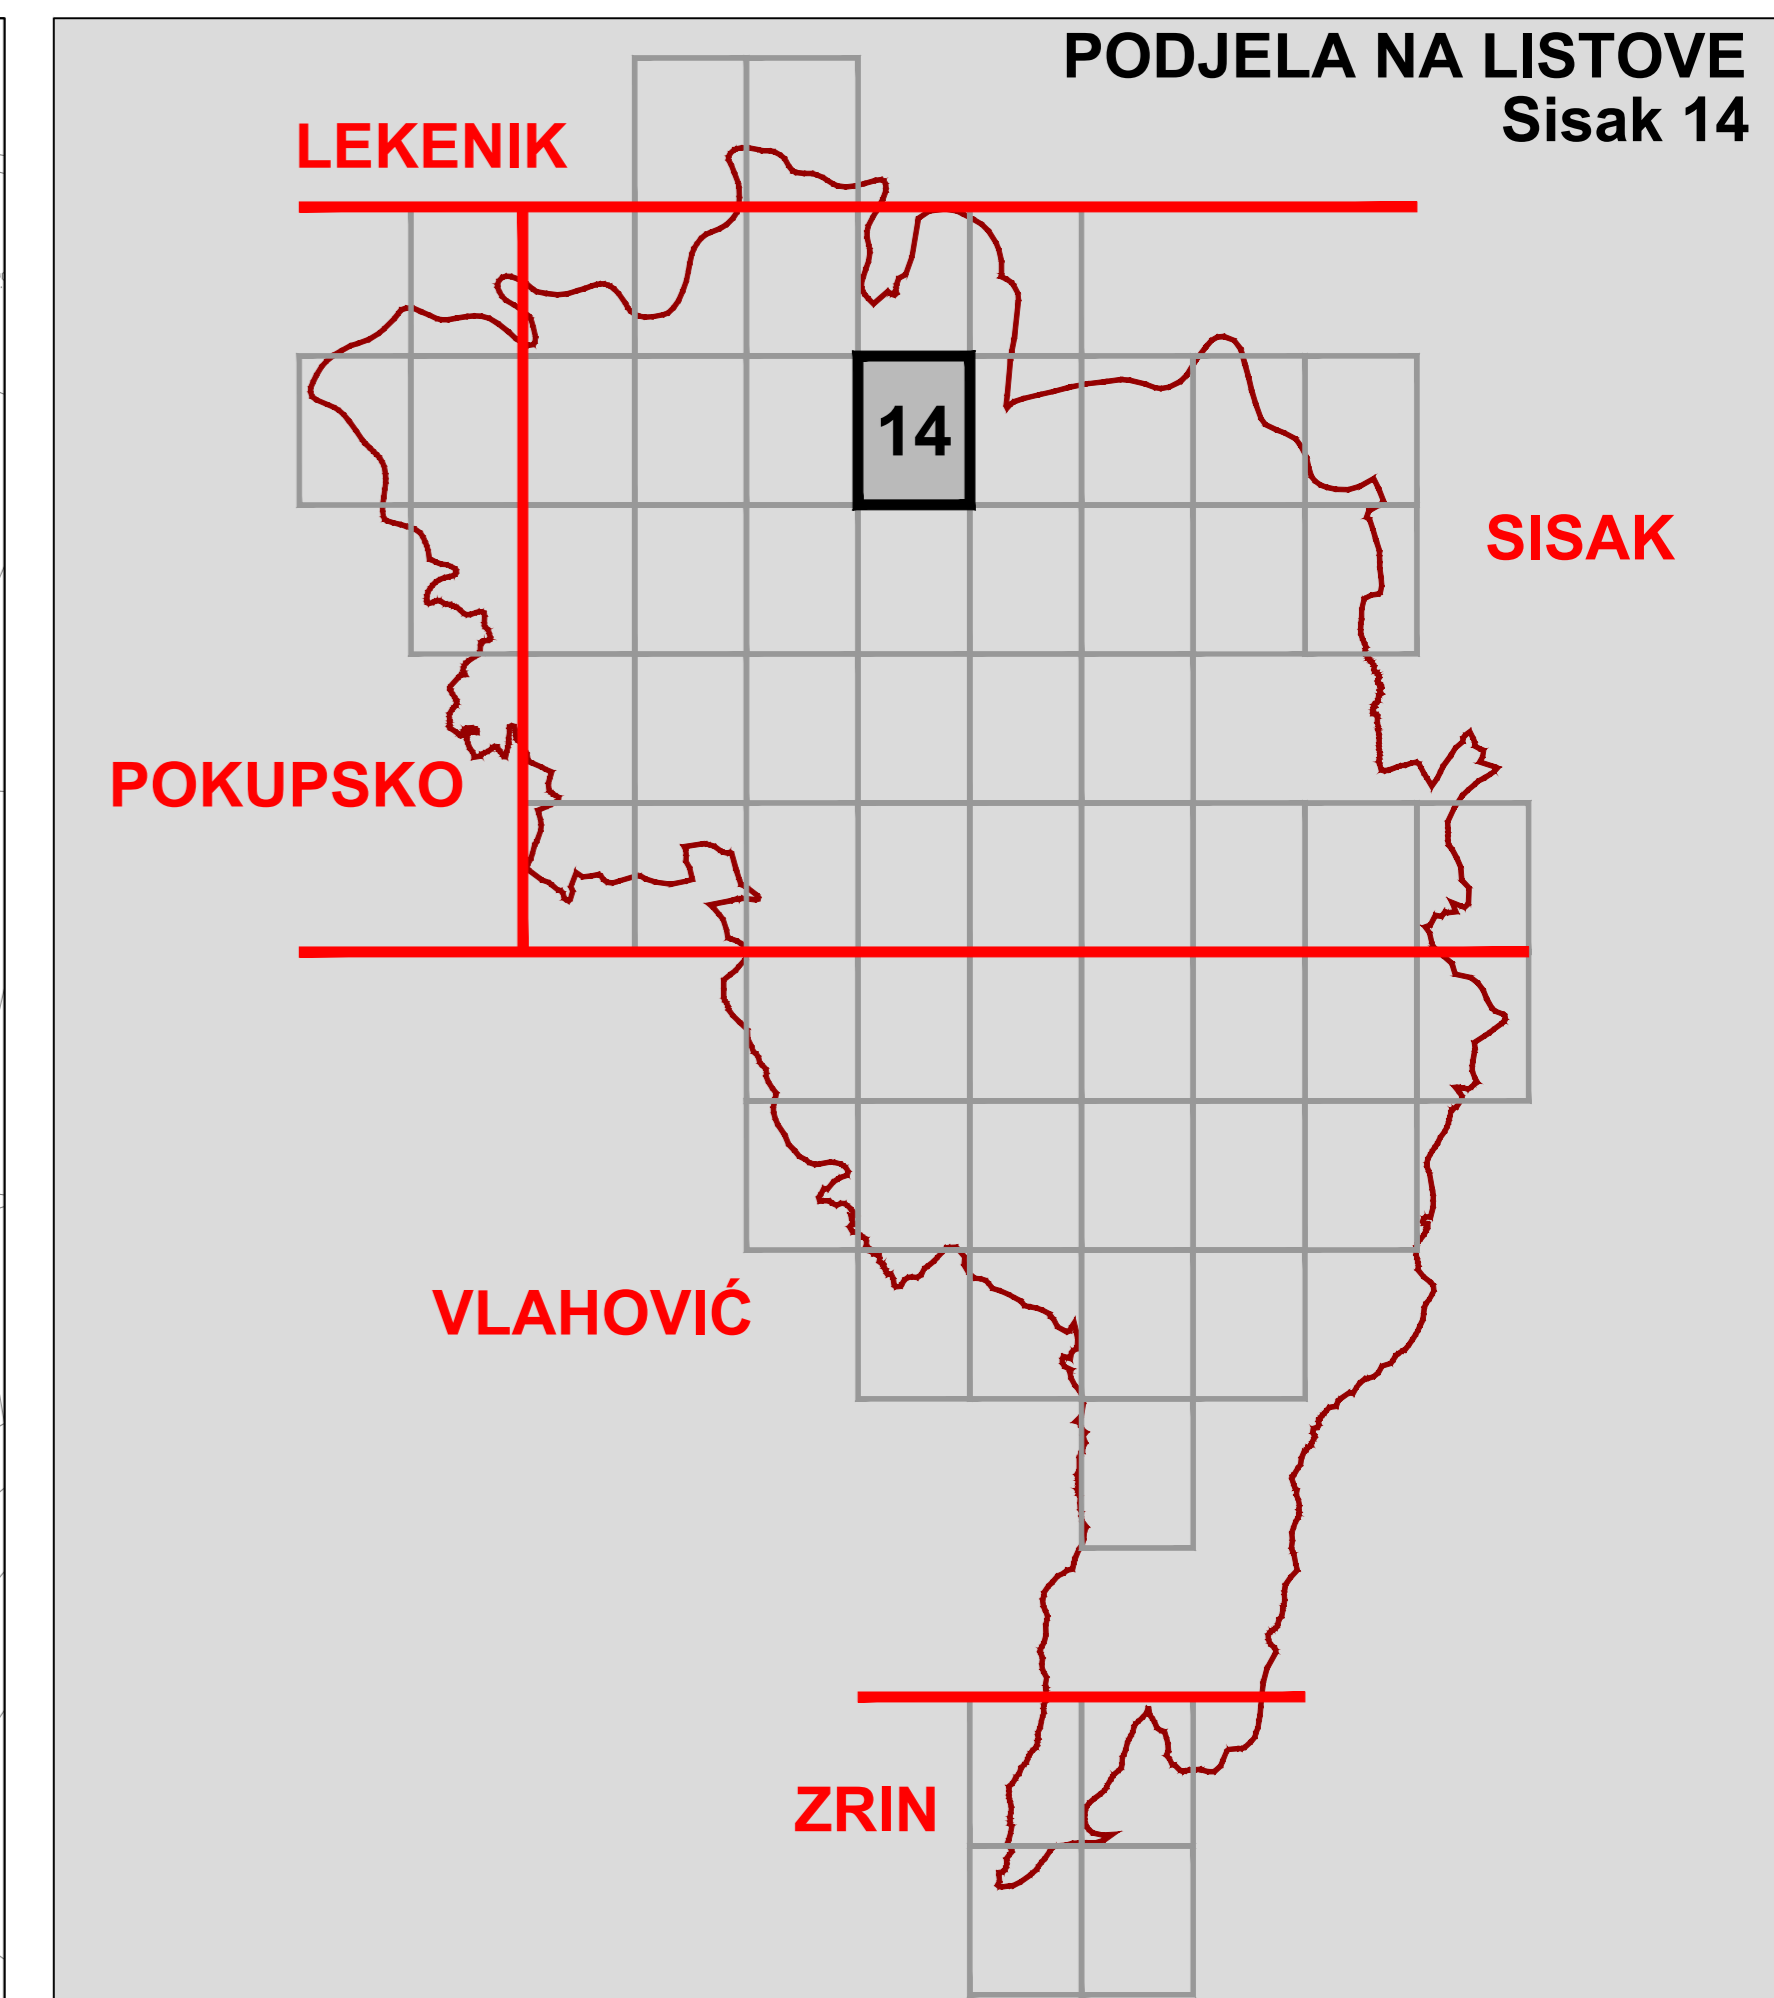 PODJELA NA LISTOVE
Sisak 14
LEKENIK
14
SISAK
POKUPSKO
VLAHOVIĆ
ZRIN